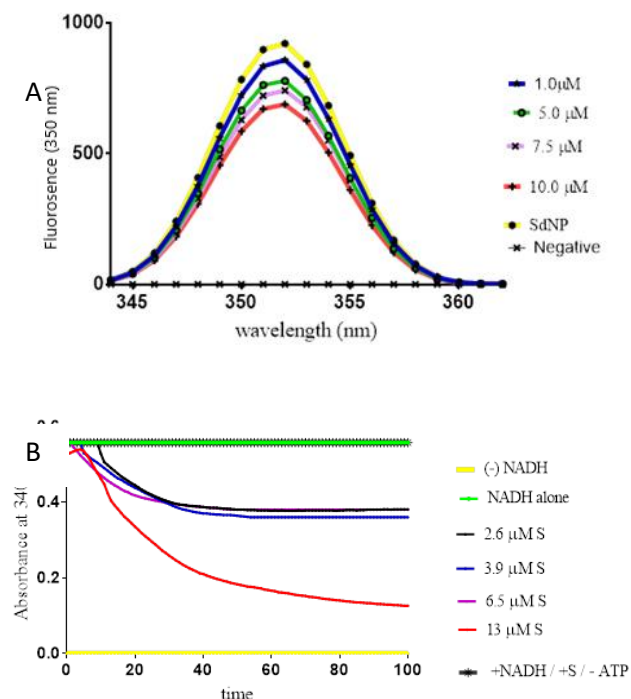 A
Fluorosence (350 nm)
1000
500
0
345
350
355
360
wavelength (nm)
1.0μM
5.0 μM
7.5 μM
10.0 μM
SdNP
Negative
B
Absorbance at
0.4
0.2
0.0
0
20
40
60
80
100
time
(-) NADH
NADH alone
2.6 μM S
3.9 μM S
6.5 μM S
13 μM S
+NADH / +S / - ATP